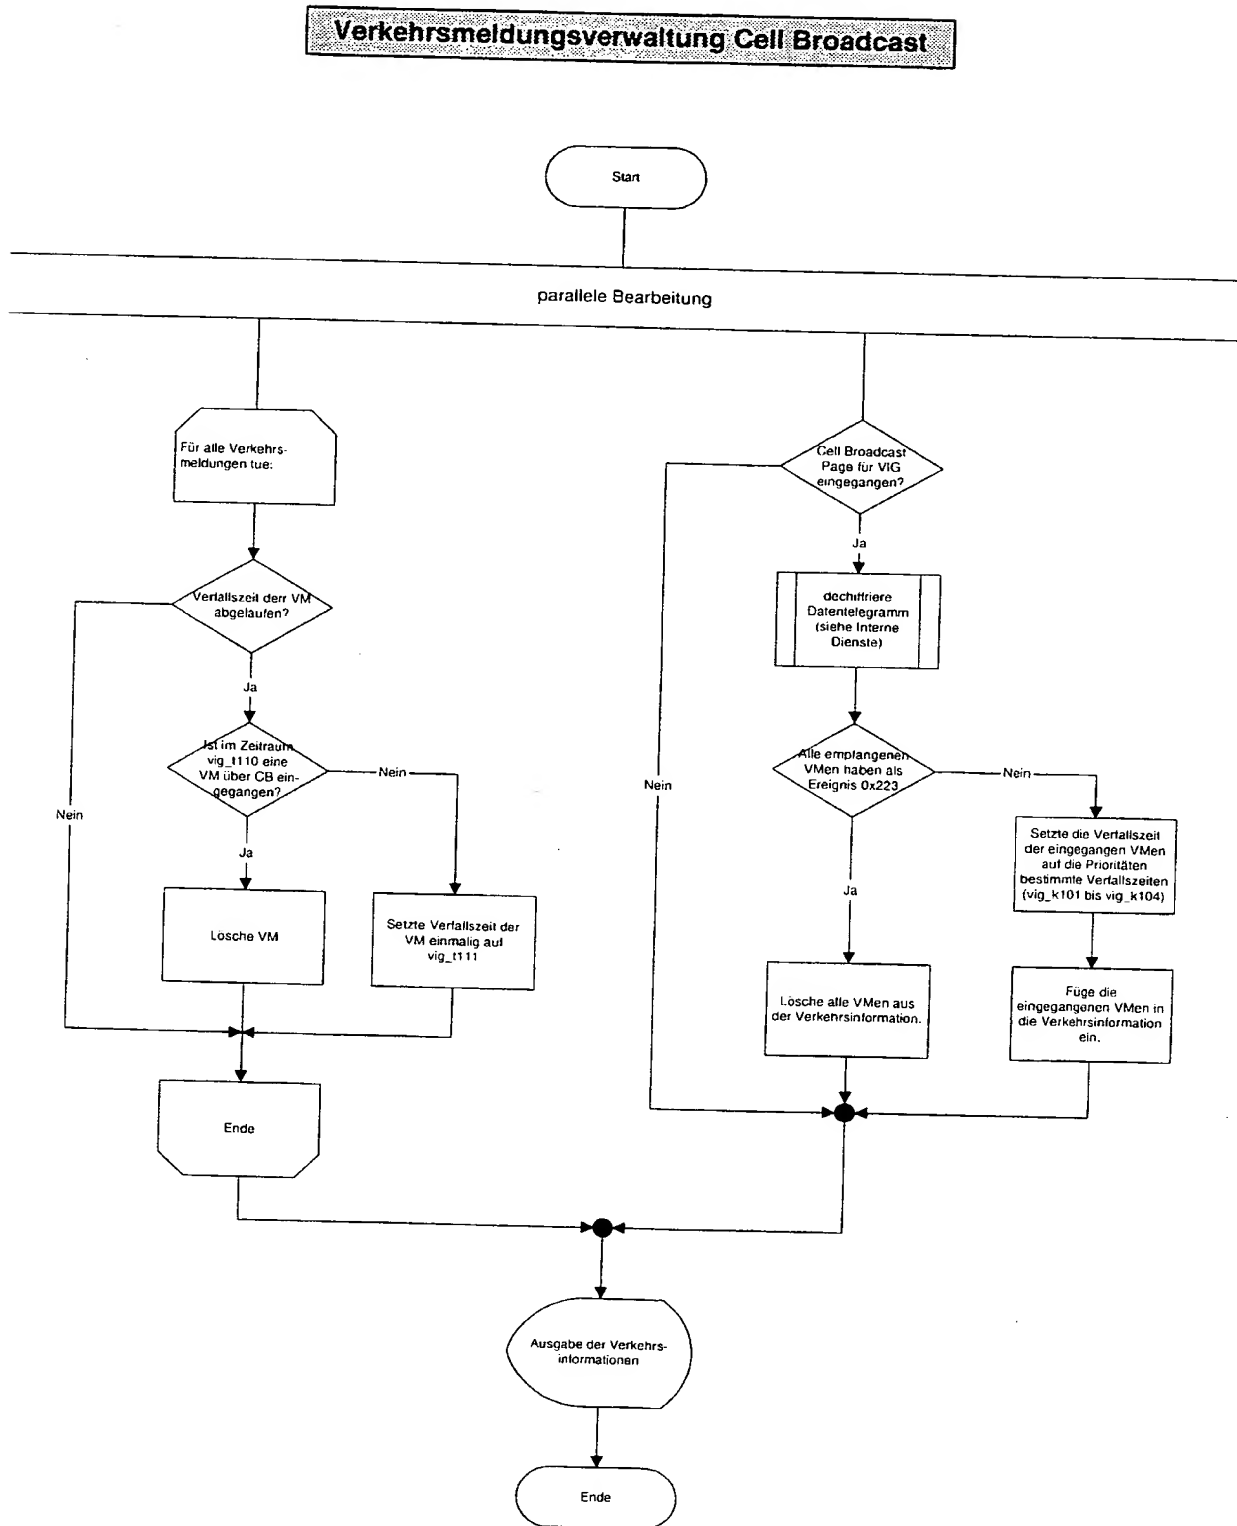 Verkehrsmeldungsverwaltung Cell Broadcast
Start
parallele Bearbeitung
Für alle Verkehrs-
meldungen tue:
Verfallszeit derr VM
abgelaufen?
Ja
Nein
Ist im Zeitraum
vig_t110 eine
VM über CB ein-
gegangen?
Nein
Ja
Lösche VM
Setzte Verfallszeit der
VM einmalig auf
vig_t111
Ende
Cell Broadcast
Page für VIG
eingegangen?
Ja
Nein
dechiffriere
Datentelegramm
(siehe Interne
Dienste)
Alle empfangenen
VMen haben als
Ereignis 0x223
Nein
Ja
Setzte die Verfallszeit
der eingegangen VMen
auf die Prioritäten
bestimmte Verfallszeiten
(vig_k101 bis vig_k104)
Lösche alle VMen aus
der Verkehrsinformation.
Füge die
eingegangenen VMen in
die Verkehrsinformation
ein.
Ausgabe der Verkehrs-
informationen
Ende